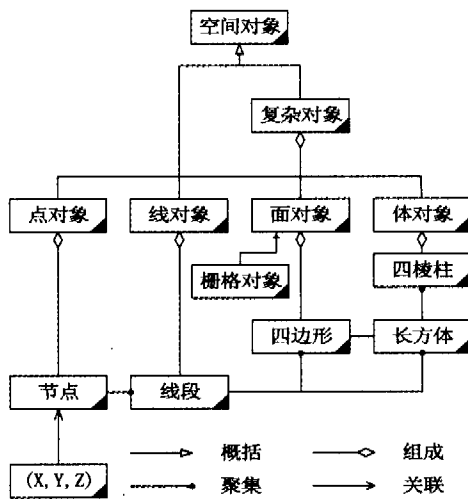 空间对象
复杂对象
点对象 线对象 面对象 体对象
栅格对象 四棱柱
四边形 长方体
节点 线段
概括 组成
(X, Y, Z) 聚集 关联